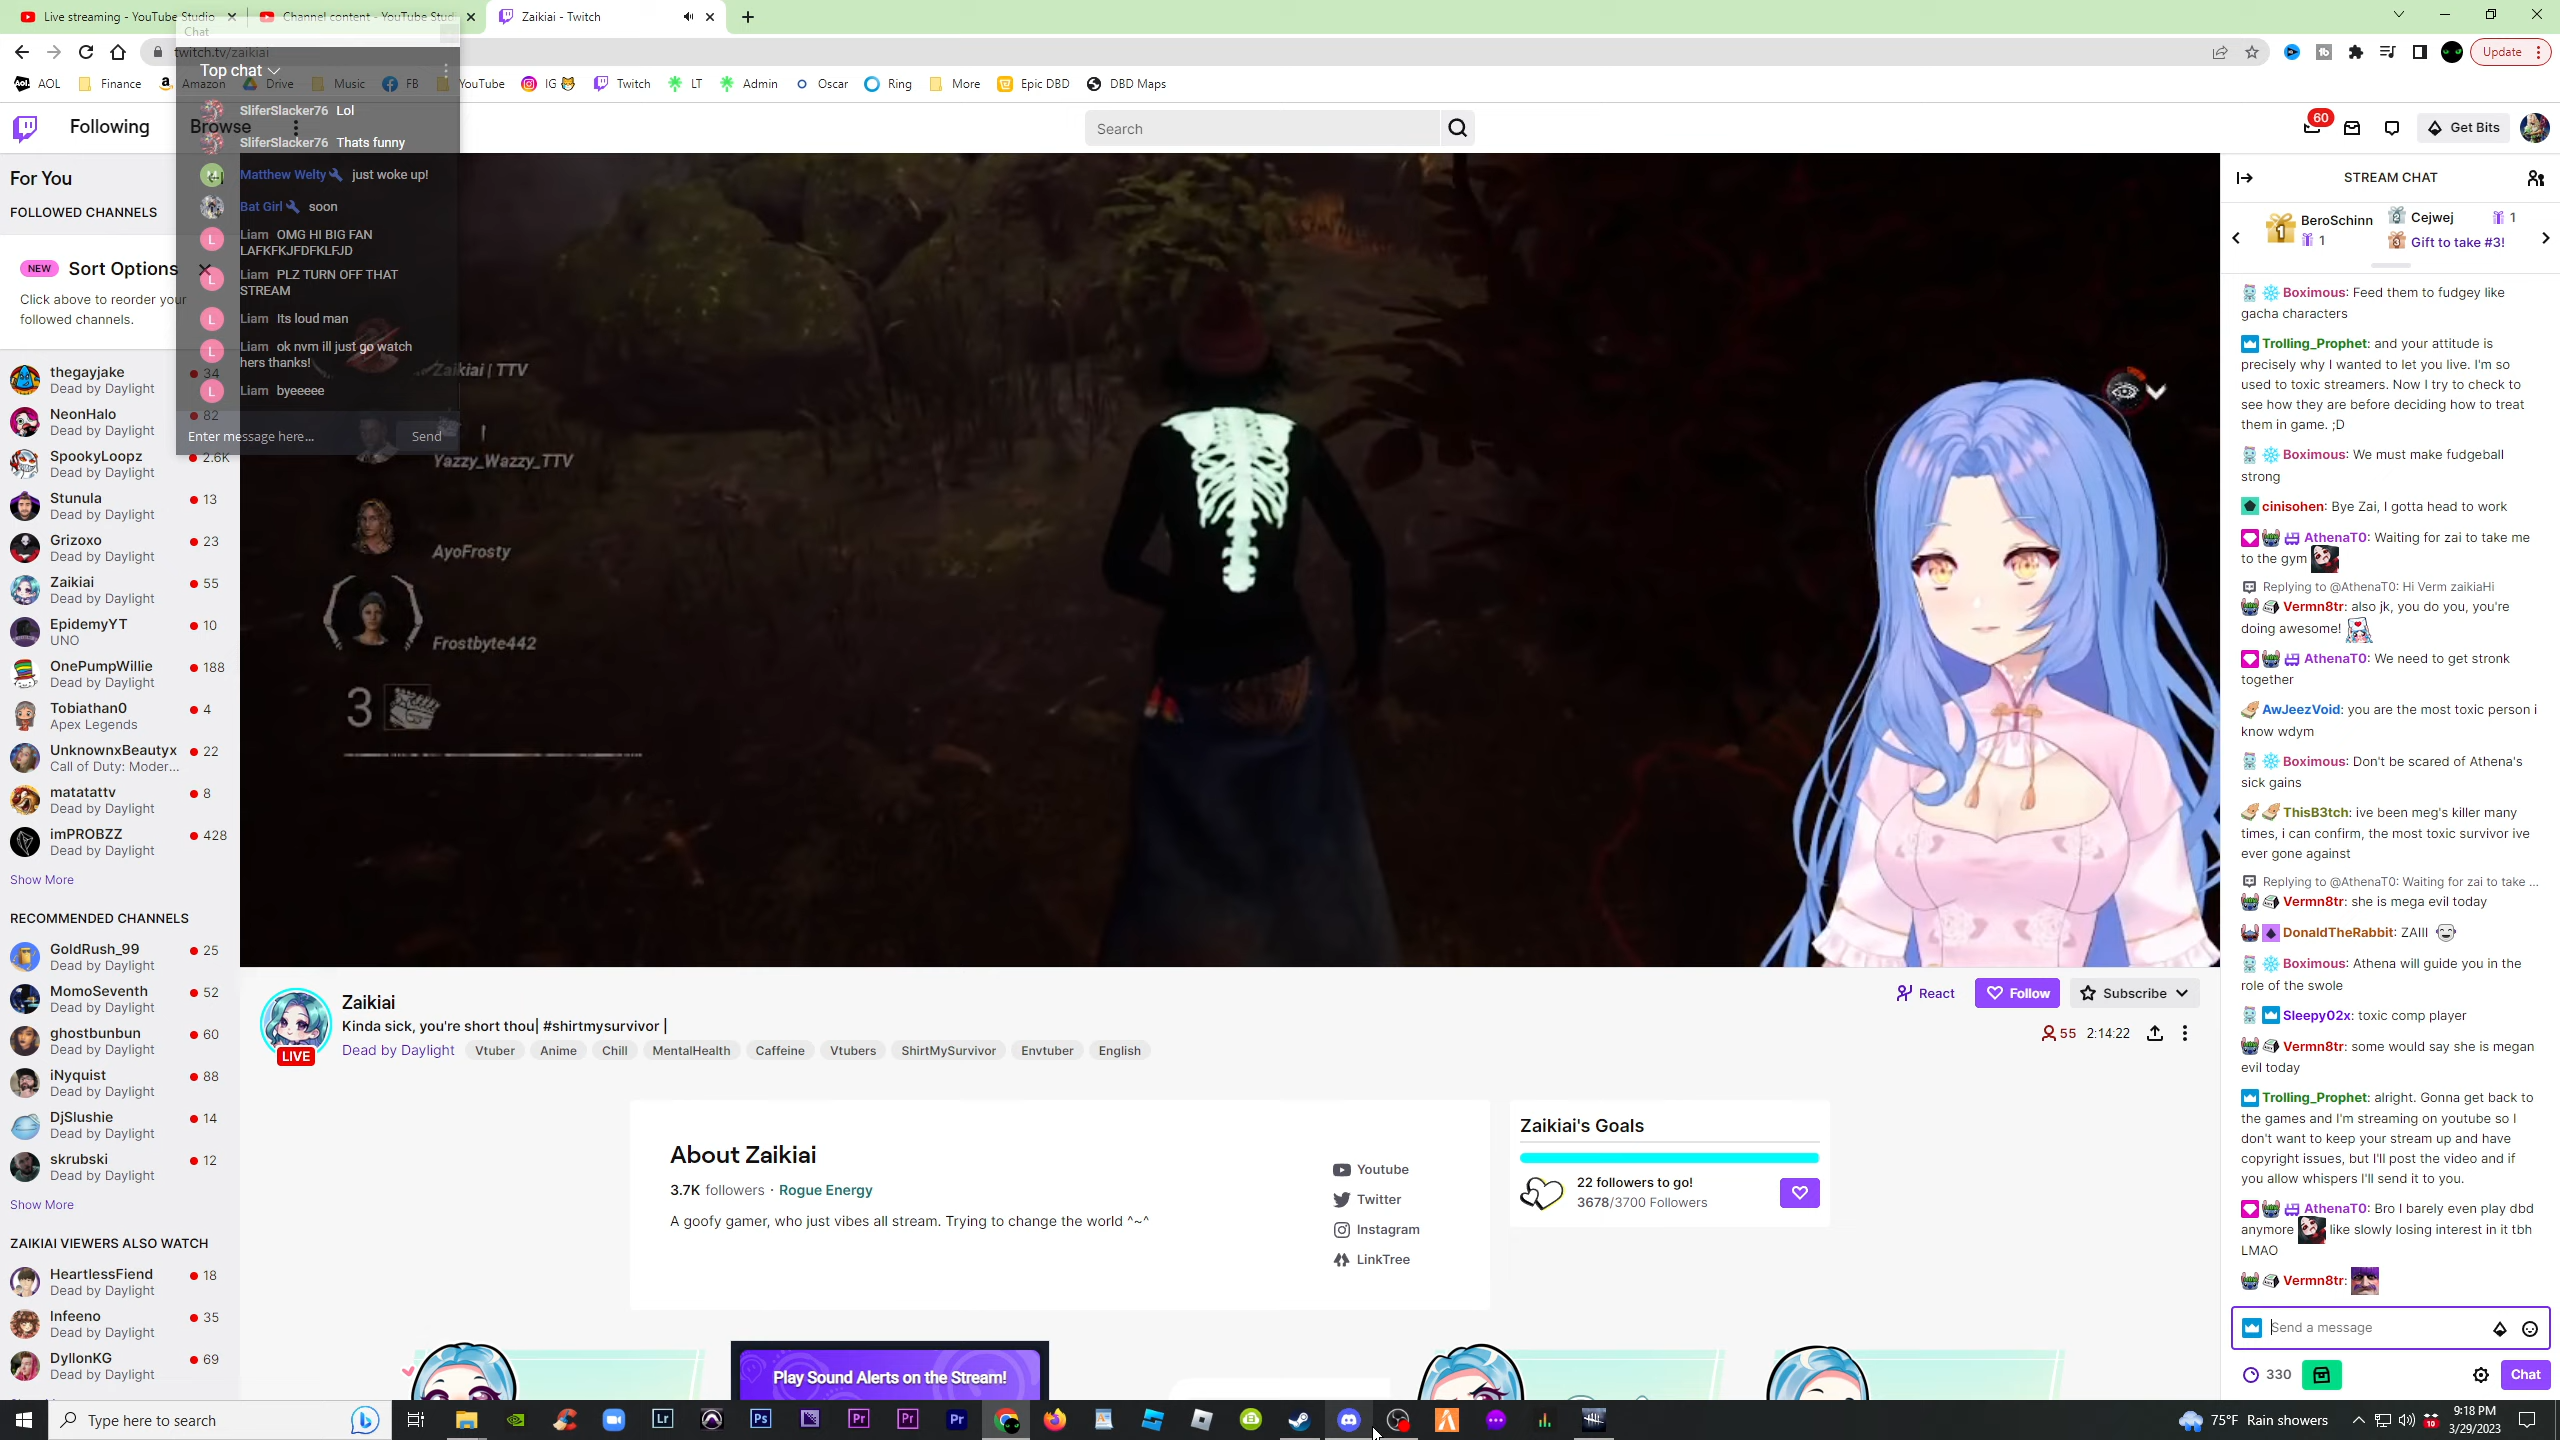 Live streaming - YouTube Studio
Channel content - YouTube Stud
Zaikiai - Twitch
Chat
twitch.tv/zaikiai
Update
AOL
Finance
Amazon
Drive
Music
FB
YouTube
IG
Twitch
LT
Admin
Oscar
Ring
More
Epic DBD
DBD Maps
Following
Browse
Search
60
Get Bits
Top chat
SliferSlacker76 Lol
SliferSlacker76 Thats funny
Matthew Welty just woke up!
Bat Girl soon
Liam OMG HI BIG FAN
LAFKFKJFDFKLFJD
Liam PLZ TURN OFF THAT
STREAM
Liam Its loud man
Liam ok nvm ill just go watch
hers thanks!
Liam byeeeee
Enter message here...
Send
For You
FOLLOWED CHANNELS
NEW Sort Options
Click above to reorder your
followed channels.
thegayjake 34
Dead by Daylight
NeonHalo 82
Dead by Daylight
SpookyLoopz 2.6K
Dead by Daylight
Stunula 13
Dead by Daylight
Grizoxo 23
Dead by Daylight
Zaikiai 55
Dead by Daylight
EpidemyYT 10
UNO
OnePumpWillie 188
Dead by Daylight
Tobiathan0 4
Apex Legends
UnknownxBeautyx 22
Call of Duty: Moder...
matatattv 8
Dead by Daylight
imPROBZZ 428
Dead by Daylight
Show More
RECOMMENDED CHANNELS
GoldRush_99 25
Dead by Daylight
MomoSeventh 52
Dead by Daylight
ghostbunbun 60
Dead by Daylight
iNyquist 88
Dead by Daylight
DjSlushie 14
Dead by Daylight
skrubski 12
Dead by Daylight
Show More
ZAIKIAI VIEWERS ALSO WATCH
HeartlessFiend 18
Dead by Daylight
Infeeno 35
Dead by Daylight
DyllonKG 69
Dead by Daylight
Zaikiai | TTV
Yazzy_Wazzy_TTV
AyoFrosty
Frostbyte442
3
LIVE
Zaikiai
Kinda sick, you're short thou| #shirtmysurvivor |
Dead by Daylight
Vtuber
Anime
Chill
MentalHealth
Caffeine
Vtubers
ShirtMySurvivor
Envtuber
English
React
Follow
Subscribe
55 2:14:22
About Zaikiai
3.7K followers · Rogue Energy
A goofy gamer, who just vibes all stream. Trying to change the world ^~^
Youtube
Twitter
Instagram
LinkTree
Zaikiai's Goals
22 followers to go!
3678/3700 Followers
Play Sound Alerts on the Stream!
STREAM CHAT
1 BeroSchinn 1
2 Cejwej 1
3 Gift to take #3!
Boximous: Feed them to fudgey like
gacha characters
Trolling_Prophet: and your attitude is
precisely why I wanted to let you live. I'm so
used to toxic streamers. Now I try to check to
see how they are before deciding how to treat
them in game. ;D
Boximous: We must make fudgeball
strong
cinisohen: Bye Zai, I gotta head to work
AthenaT0: Waiting for zai to take me
to the gym
Replying to @AthenaT0: Hi Verm zaikiaHi
Vermn8tr: also jk, you do you, you're
doing awesome!
AthenaT0: We need to get stronk
together
AwJeezVoid: you are the most toxic person i
know wdym
Boximous: Don't be scared of Athena's
sick gains
ThisB3tch: ive been meg's killer many
times, i can confirm, the most toxic survivor ive
ever gone against
Replying to @AthenaT0: Waiting for zai to take ...
Vermn8tr: she is mega evil today
DonaldTheRabbit: ZAIII
Boximous: Athena will guide you in the
role of the swole
Sleepy02x: toxic comp player
Vermn8tr: some would say she is megan
evil today
Trolling_Prophet: alright. Gonna get back to
the games and I'm streaming on youtube so I
don't want to keep your stream up and have
copyright issues, but I'll post the video and if
you allow whispers I'll send it to you.
AthenaT0: Bro I barely even play dbd
anymore like slowly losing interest in it tbh
LMAO
Vermn8tr:
Send a message
330
Chat
Type here to search
Lr
Ps
Pr
Pr
Pr
75°F Rain showers
10
9:18 PM
3/29/2023